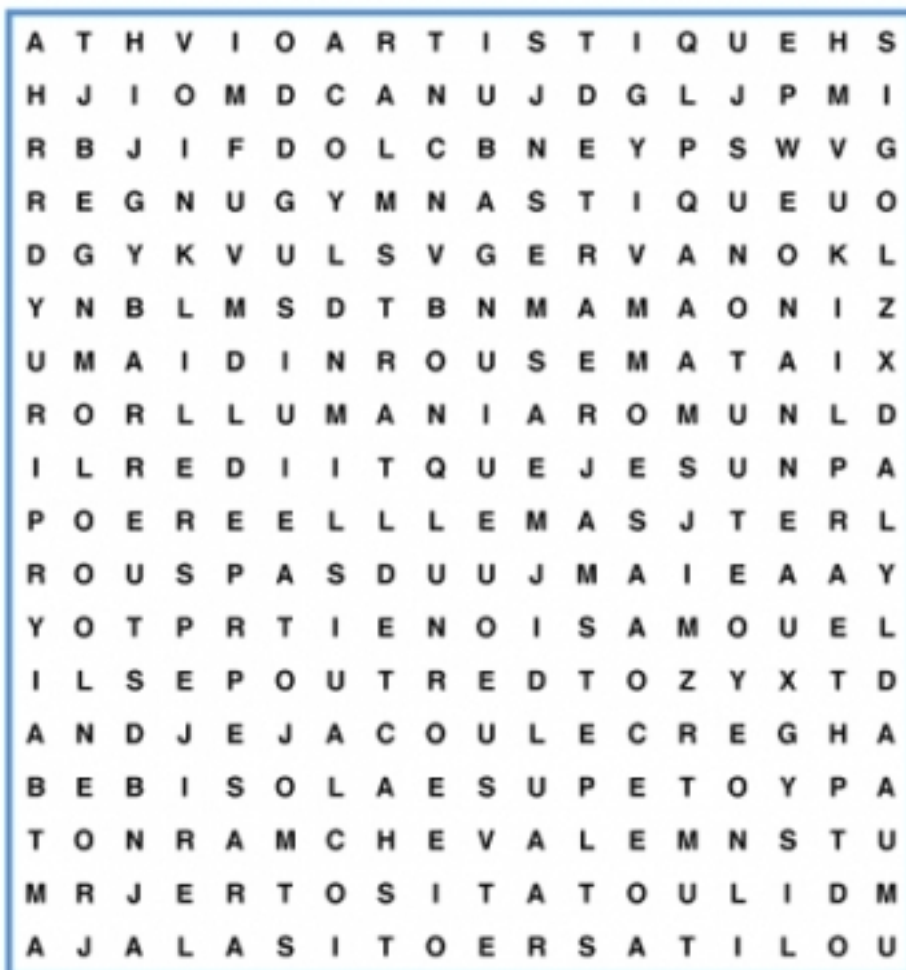 A T H V I O A R T I S T I Q U E H S
H J I O M D C A N U J D G L J P M I
R B J I F D O L C B N E Y P S W V G
R E G N U G Y M N A S T I Q U E U O
D G Y K V U L S V G E R V A N O K L
Y N B L M S D T B N M A M A O N I Z
U M A I D I N R O U S E M A T A I X
R O R L L U M A N I A R O M U N L D
I L R E D I I T Q U E J E S U N P A
P O E R E E L L L E M A S J T E R L
R O U S P A S D U U J M A I E A A Y
Y O T P R T I E N O I S A M O U E L
I L S E P O U T R E D T O Z Y X T D
A N D J E J A C O U L E C R E G H A
B E B I S O L A E S U P E T O Y P A
T O N R A M C H E V A L E M N S T U
M R J E R T O S I T A T O U L I D M
A J A L A S I T O E R S A T I L O U